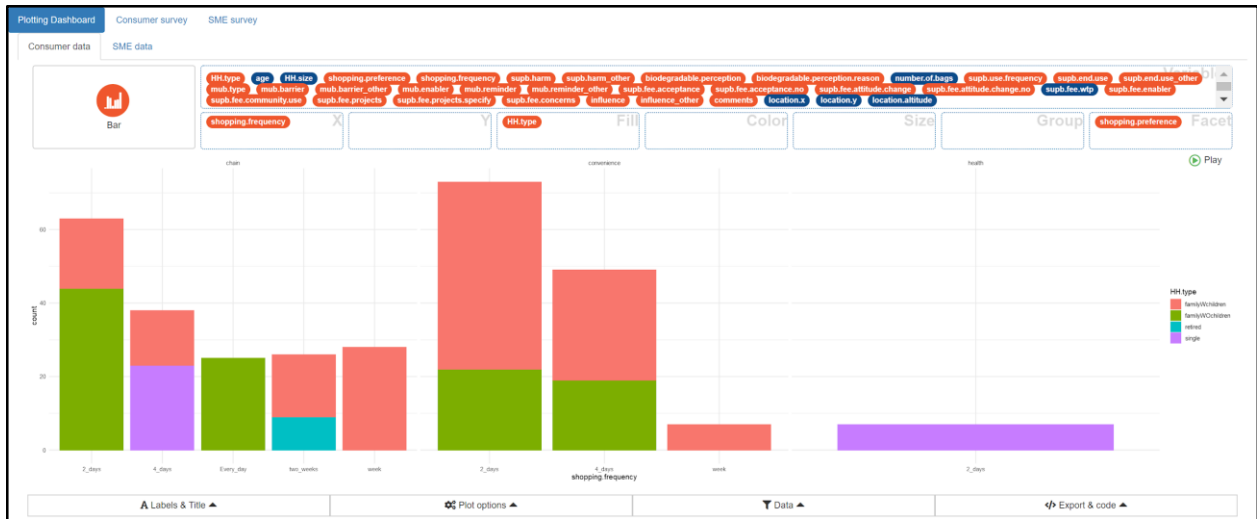 Plotting Dashboard Consumer survey SME survey
Consumer data SME data
Bar
HH.type age HH.size shopping.preference shopping.frequency supb.harm supb.harm_other biodegradable.perception biodegradable.perception.reason number.of.bags supb.use.frequency supb.end.use supb.end.use_other
mub.type mub.barrier mub.barrier_other mub.enabler mub.reminder mub.reminder_other supb.fee.acceptance supb.fee.acceptance.no supb.fee.attitude.change supb.fee.attitude.change.no supb.fee.wtp supb.fee.enabler
supb.fee.community.use supb.fee.projects supb.fee.projects.specify supb.fee.concerns influence influence_other comments location.x location.y location.altitude
shopping.frequency X Y HH.type Fill Color Size Group shopping.preference Facet
Play
chain convenience health
60
40
20
0
count
2_days 4_days Every_day two_weeks week 2_days 4_days week 2_days
shopping.frequency
HH.type
familyWchildren
familyWOchildren
retired
single
Labels & Title Plot options Data Export & code